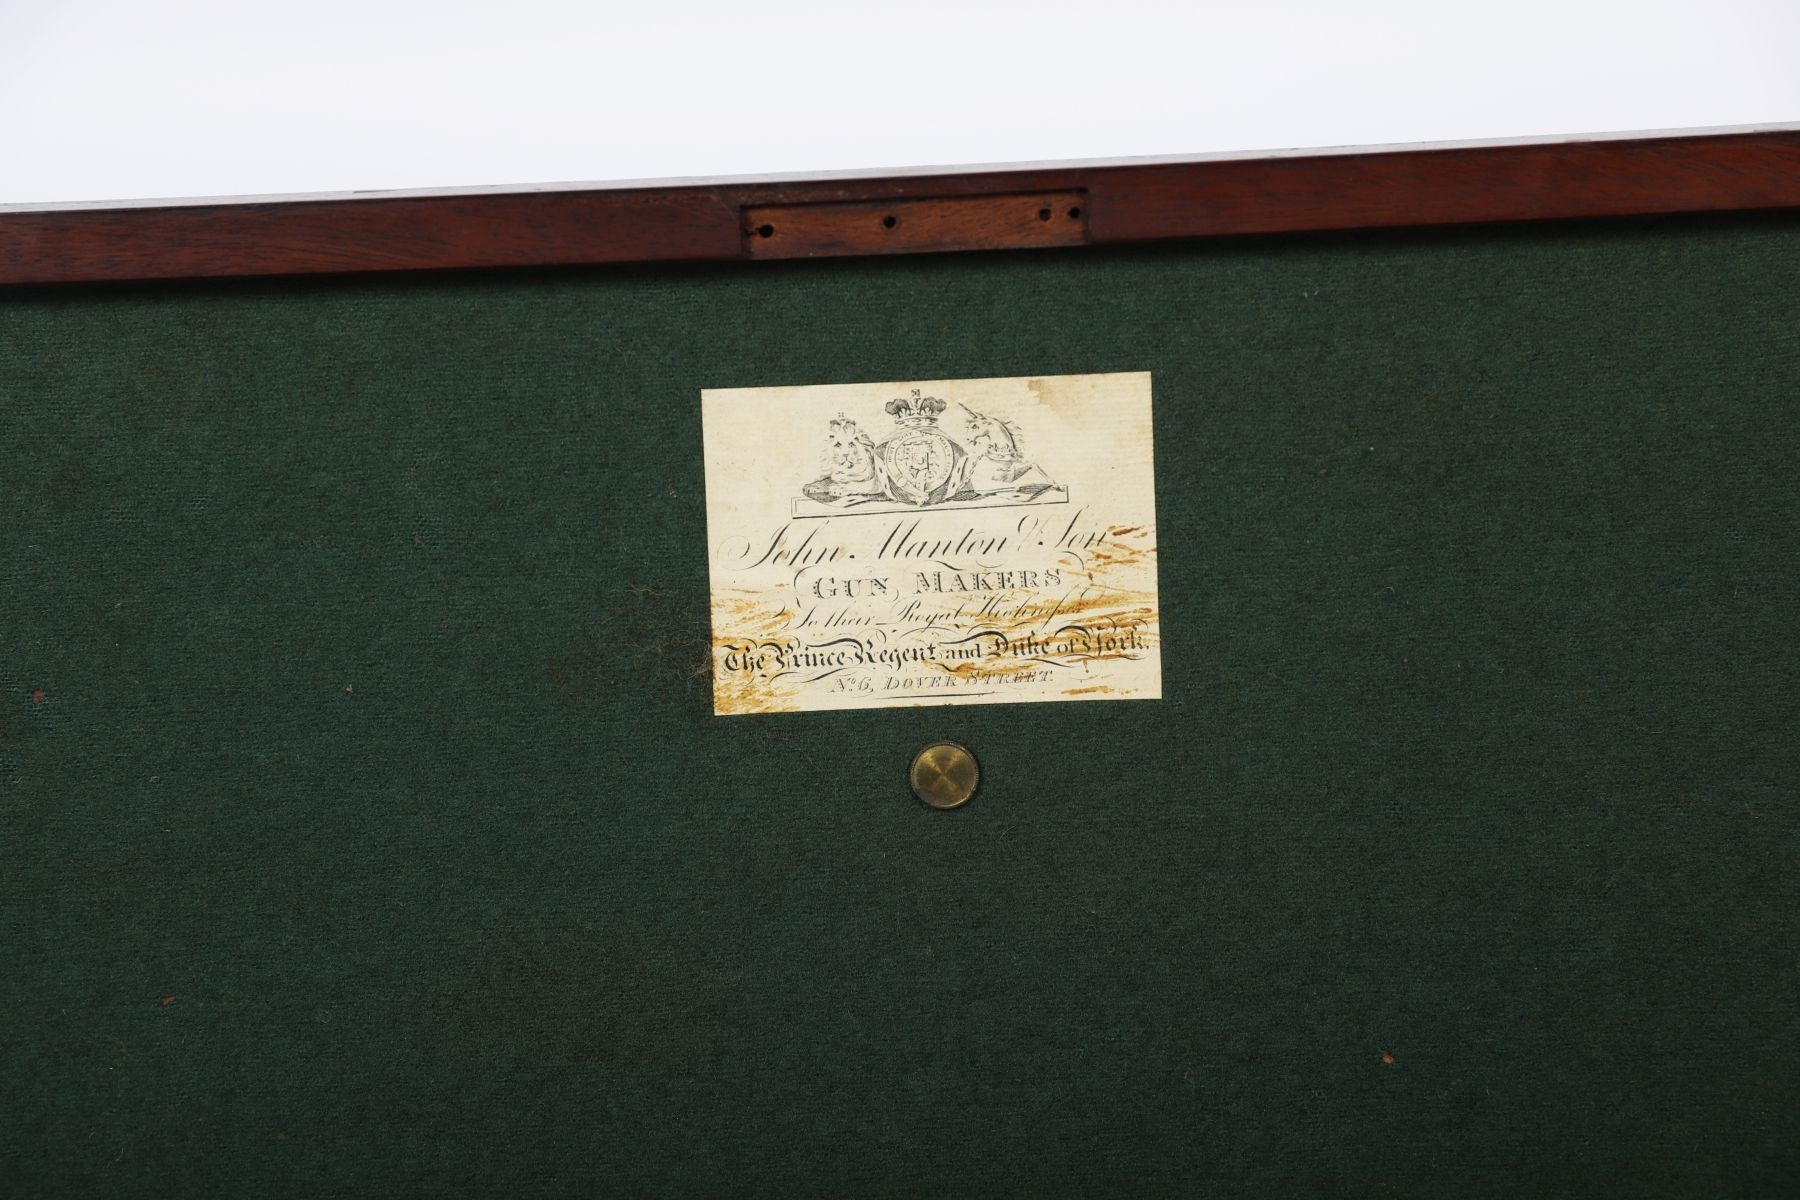 John Manton & Son
GUN MAKERS
To their Royal Highnesses
The Prince Regent and Duke of York.
No. 6, DOVER STREET.